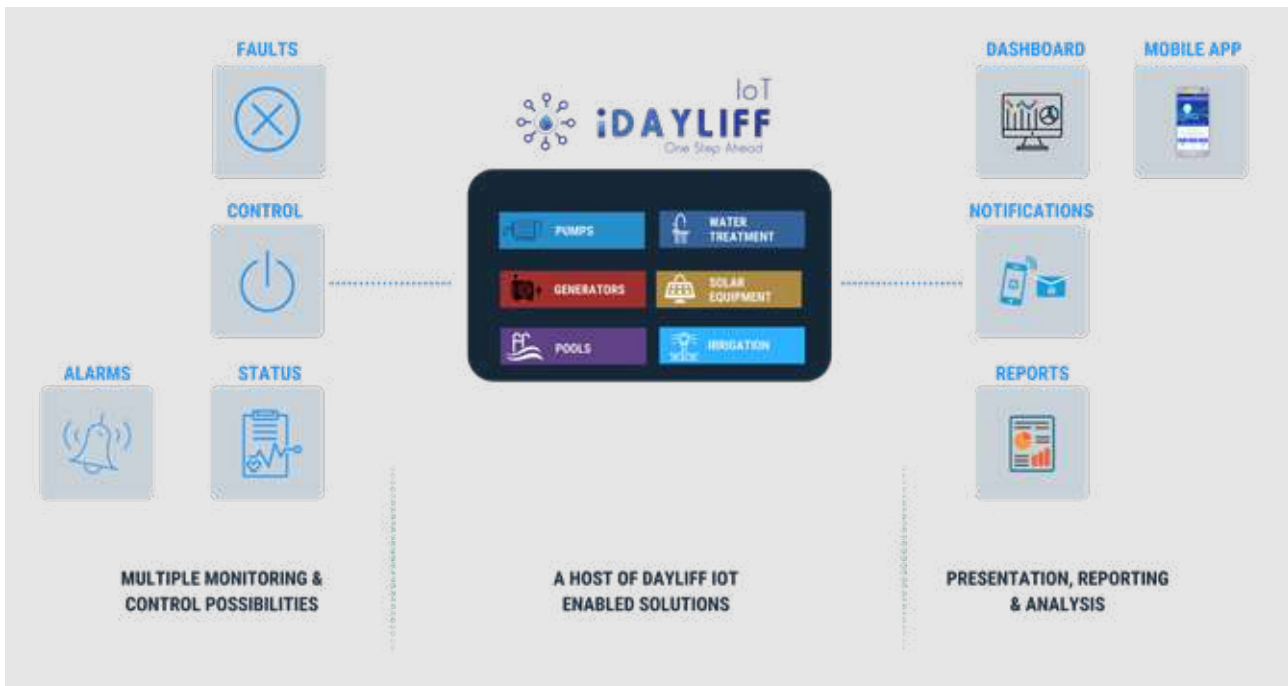 FAULTS
CONTROL
ALARMS
STATUS
MULTIPLE MONITORING &
CONTROL POSSIBILITIES
IoT
iDAYLIFF
One Step Ahead
PUMPS
WATER
TREATMENT
GENERATORS
SOLAR
EQUIPMENT
POOLS
IRRIGATION
A HOST OF DAYLIFF IOT
ENABLED SOLUTIONS
DASHBOARD
MOBILE APP
NOTIFICATIONS
REPORTS
PRESENTATION, REPORTING
& ANALYSIS